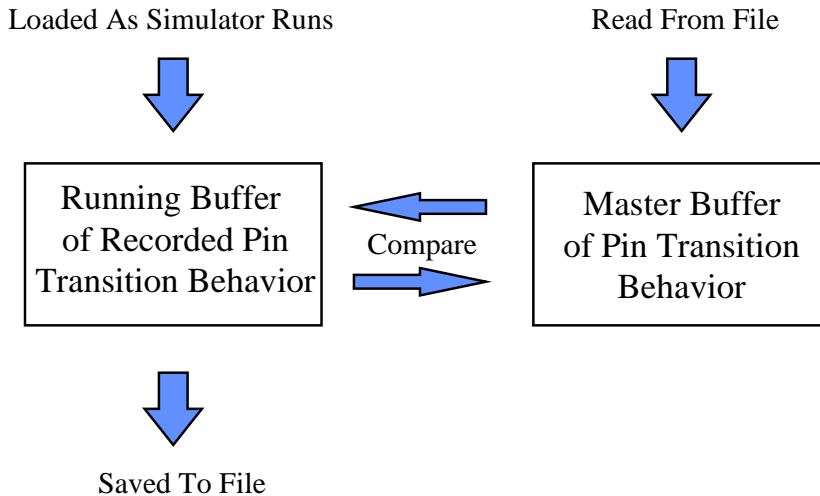 Loaded As Simulator Runs
Read From File
Running Buffer
of Recorded Pin
Transition Behavior
Compare
Master Buffer
of Pin Transition
Behavior
Saved To File